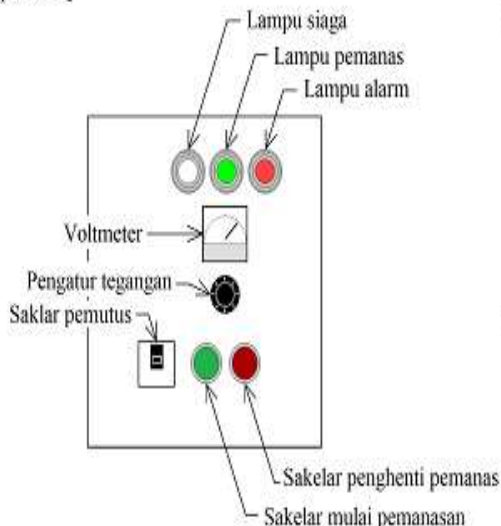 Lampu siaga
Lampu pemanas
Lampu alarm
Voltmeter
Pengatur tegangan
Saklar pemutus
Sakelar penghenti pemanas
Sakelar mulai pemanasan